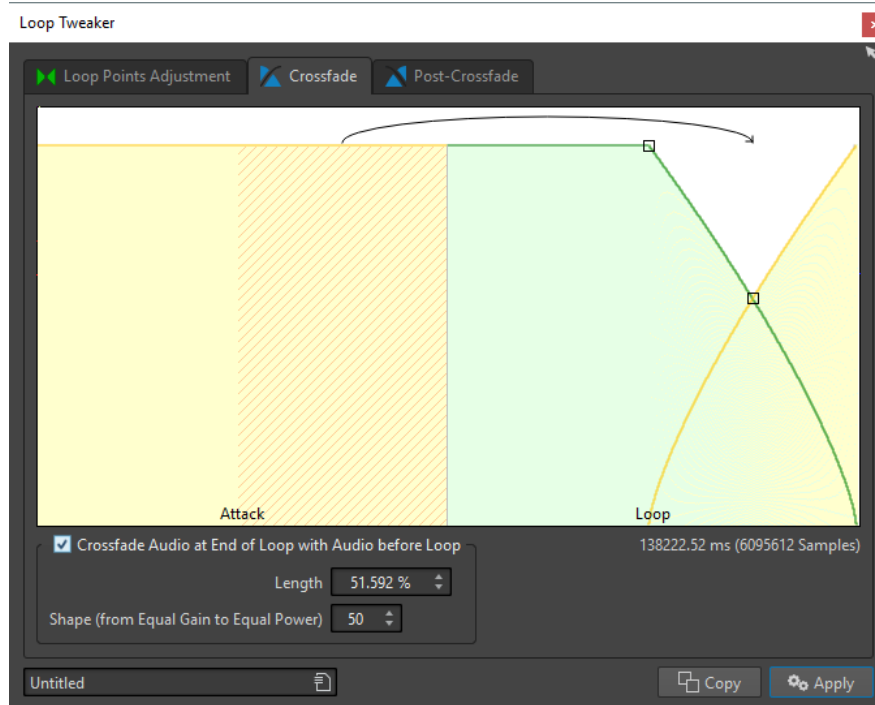 Loop Tweaker
Loop Points Adjustment
Crossfade
Post-Crossfade
Attack
Loop
Crossfade Audio at End of Loop with Audio before Loop
138222.52 ms (6095612 Samples)
Length 51.592 %
Shape (from Equal Gain to Equal Power) 50
Untitled
Copy
Apply